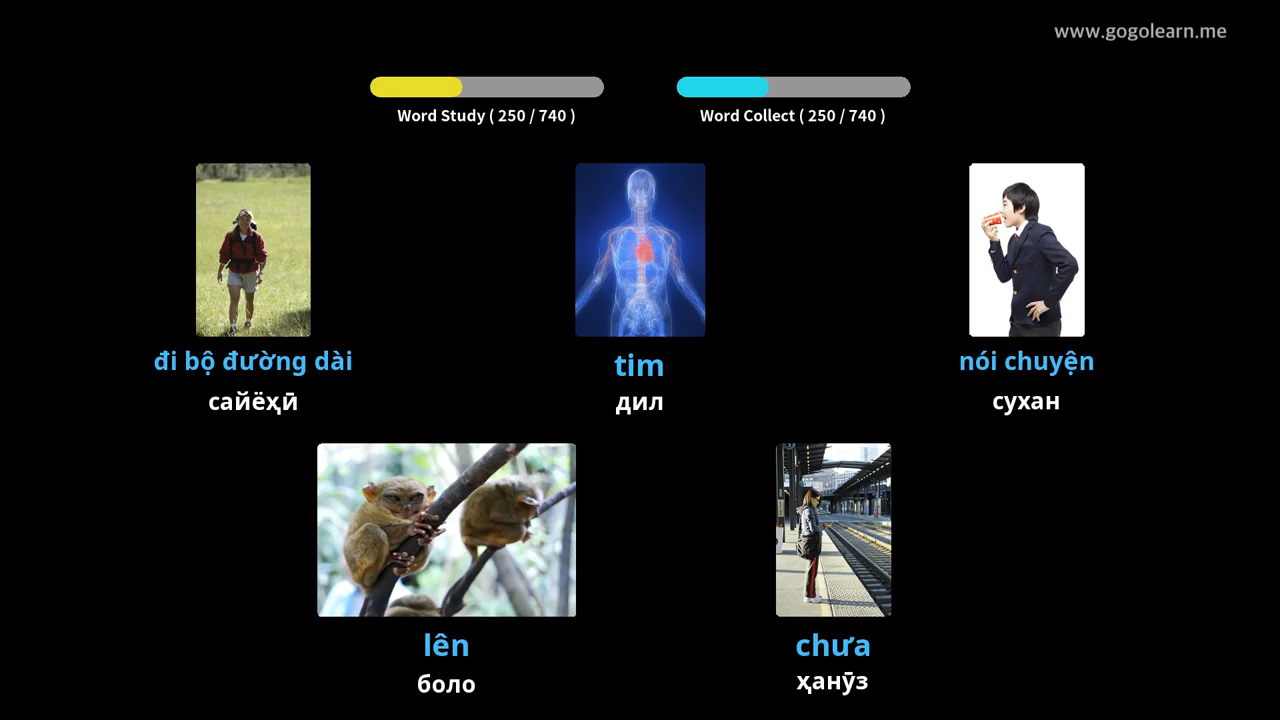 www.gogolearn.me
Word Study ( 250 / 740 )
Word Collect ( 250 / 740 )
đi bộ đường dài
сайёҳӣ
tim
дил
nói chuyện
сухан
lên
боло
chưa
ҳанӯз